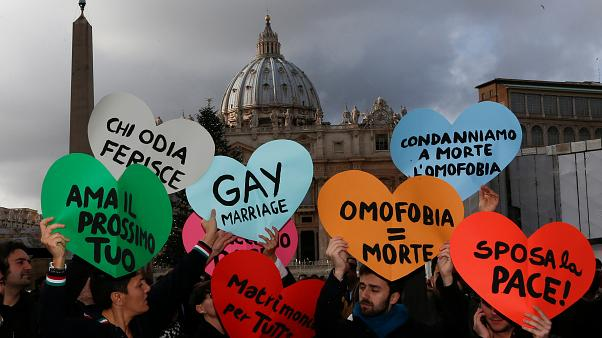 CHI ODIA
FERISCE
CONDANNIAMO
A MORTE
L'OMOFOBIA
AMA IL
PROSSIMO
TUO
GAY
MARRIAGE
OMOFOBIA
=
MORTE
SPOSA la
PACE!
Matrimonio
per TUTTI